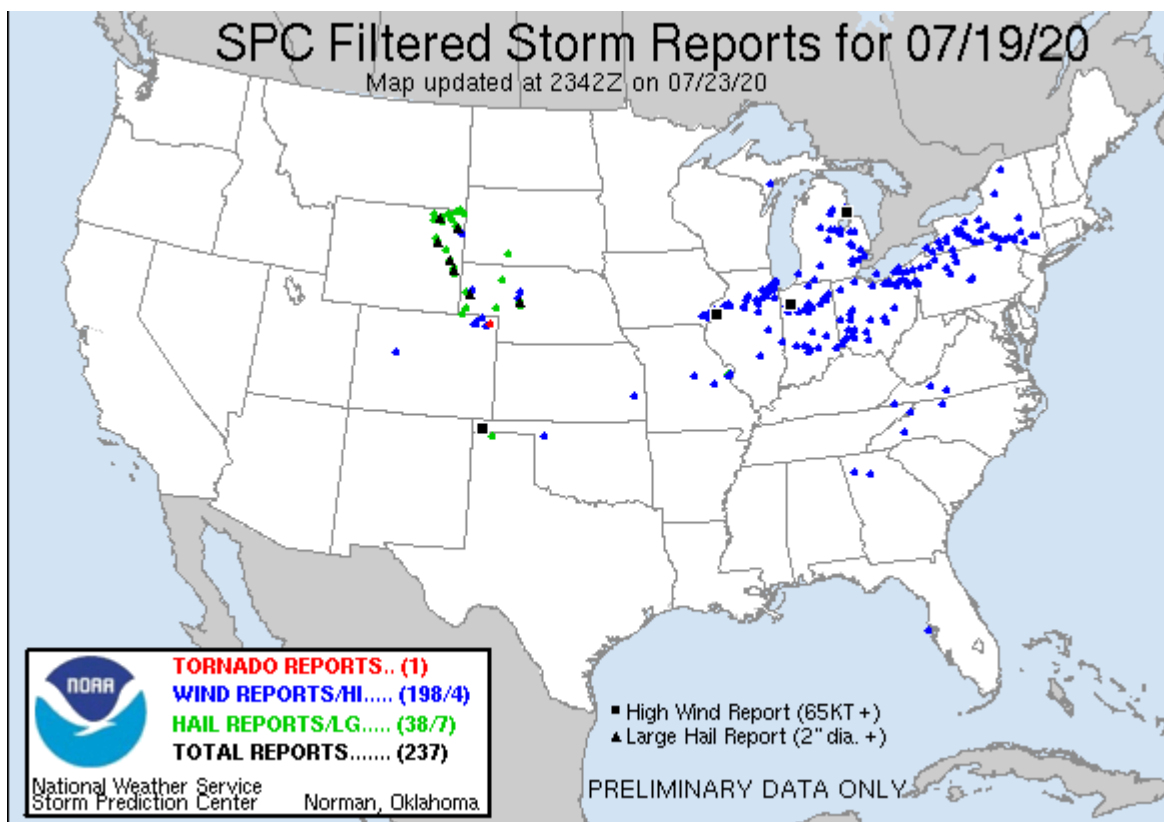 SPC Filtered Storm Reports for 07/19/20
Map updated at 2342Z on 07/23/20
NOAA
TORNADO REPORTS.. (1)
WIND REPORTS/HI..... (198/4)
HAIL REPORTS/LG..... (38/7)
TOTAL REPORTS....... (237)
National Weather Service
Storm Prediction Center Norman, Oklahoma
High Wind Report (65KT +)
Large Hail Report (2" dia. +)
PRELIMINARY DATA ONLY